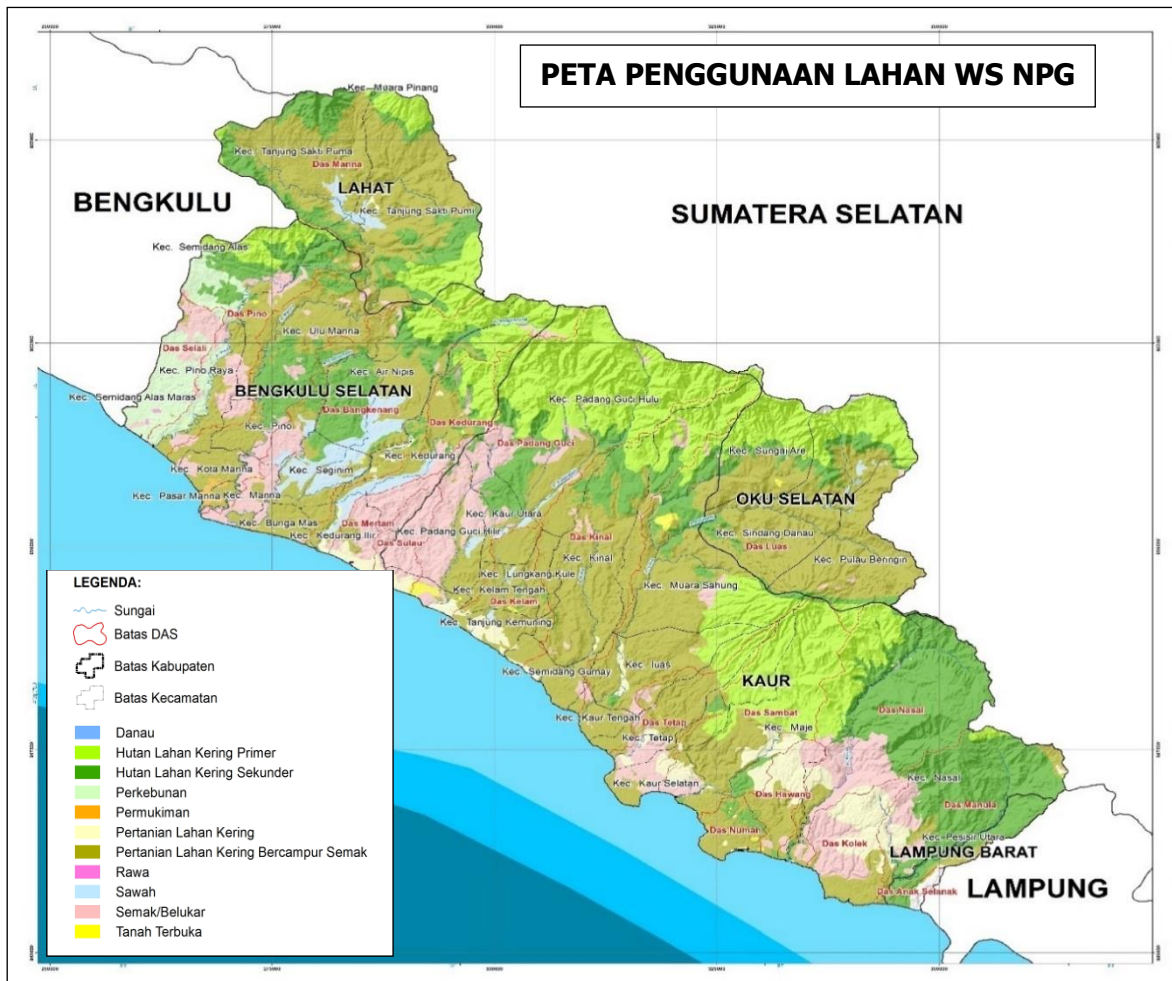 PETA PENGGUNAAN LAHAN WS NPG
Kec. Muara Pinang
Kec. Tanjung Sakti Puma
Das Manna
LAHAT
BENGKULU
Kec. Tanjung Sakti Pumi
SUMATERA SELATAN
Kec. Semidang Alas
Das Pino
Kec. Ulu Manna
Das Selali
Kec. Pino Raya
Kec. Air Nipis
BENGKULU SELATAN
Kec. Semidang Alas Maras
Kec. Padang Guci Hulu
Das Bangkenang
Kec. Pino
Das Kedurang
Das Padang Guci
Kec. Sungai Are
Kec. Kedurang
Kec. Kota Manna
Kec. Seginim
Kec. Pasar Manna
Kec. Manna
OKU SELATAN
Kec. Kaur Utara
Kec. Bunga Mas
Das Mertam
Kec. Kedurang Ilir
Kec. Padang Guci Hilir
Das Sulau
Das Kinal
Kec. Sindang Danau
Das Luas
Kec. Kinal
Kec. Pulau Beringin
Kec. Lungkang Kule
Kec. Muara Sahung
Kec. Kelam Tengah
Das Kelam
Kec. Tanjung Kemuning
Kec. Semidang Gumay
Kec. luas
KAUR
Das Nasal
Kec. Kaur Tengah
Das Tetap
Das Sambat
Kec. Maje
Kec. Tetap
Kec. Kaur Selatan
Kec. Nasal
Das Hawang
Das Manula
Das Numan
Kec. Pesisir Utara
Das Kolek
LAMPUNG BARAT
LAMPUNG
LEGENDA:
Sungai
Batas DAS
Batas Kabupaten
Batas Kecamatan
Danau
Hutan Lahan Kering Primer
Hutan Lahan Kering Sekunder
Perkebunan
Permukiman
Pertanian Lahan Kering
Pertanian Lahan Kering Bercampur Semak
Rawa
Sawah
Semak/Belukar
Tanah Terbuka